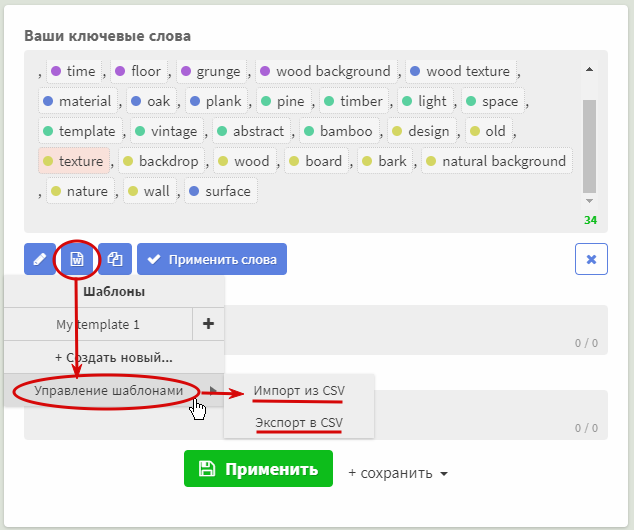 Ваши ключевые слова
, time , floor , grunge , wood background , wood texture ,
material , oak , plank , pine , timber , light , space ,
template , vintage , abstract , bamboo , design , old ,
texture , backdrop , wood , board , bark , natural background
, nature , wall , surface
34
Применить слова
Шаблоны
My template 1
0 / 0
+ Создать новый...
Управление шаблонами
Импорт из CSV
Экспорт в CSV
0 / 0
Применить + сохранить